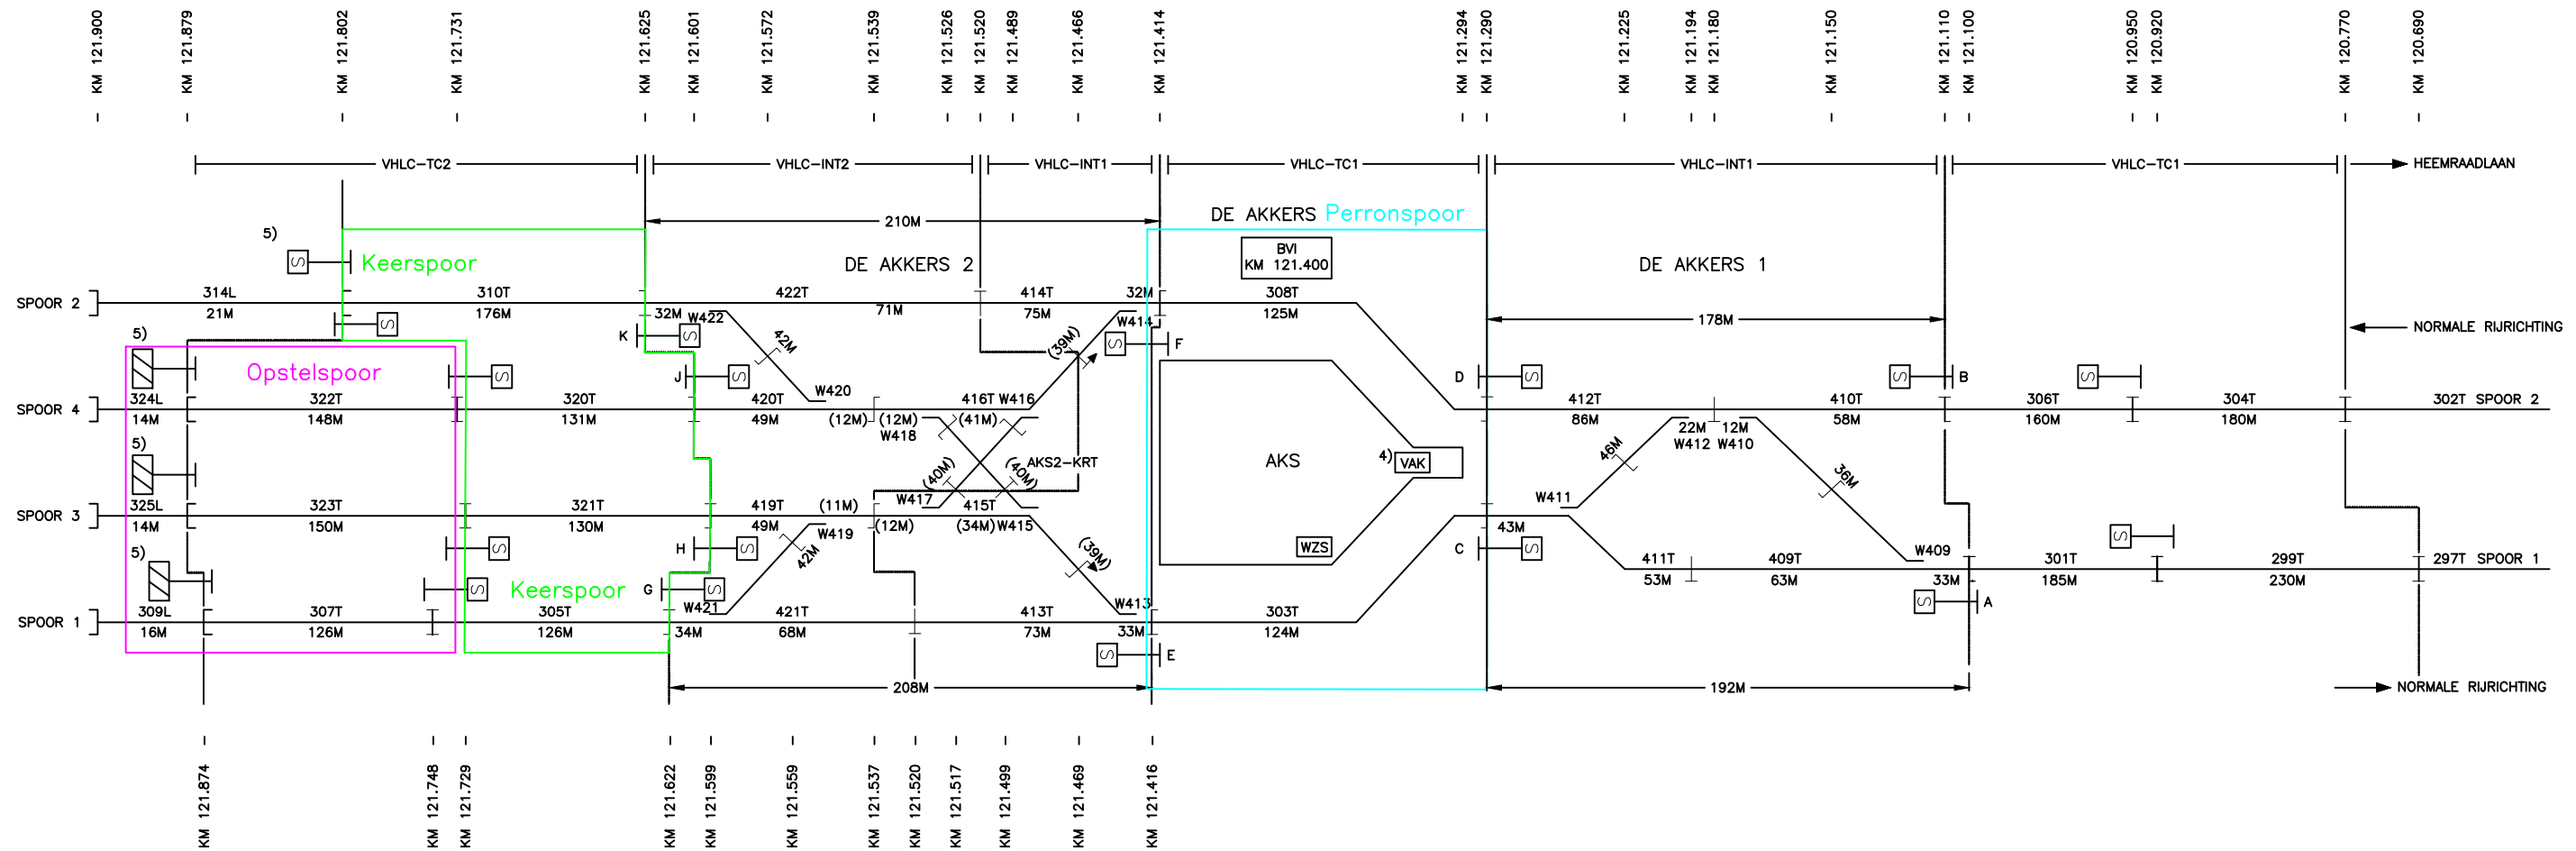 KM 121.900
KM 121.879
KM 121.802
KM 121.731
KM 121.625
KM 121.601
KM 121.572
KM 121.539
KM 121.526
KM 121.520
KM 121.489
KM 121.466
KM 121.414
KM 121.294
KM 121.290
KM 121.225
KM 121.194
KM 121.180
KM 121.150
KM 121.110
KM 121.100
KM 120.950
KM 120.920
KM 120.770
KM 120.690
VHLC-TC2
VHLC-INT2
VHLC-INT1
VHLC-TC1
VHLC-INT1
VHLC-TC1
HEEMRAADLAAN
210M
DE AKKERS
Perronspoor
5)
S
Keerspoor
DE AKKERS 2
BVI
KM 121.400
DE AKKERS 1
SPOOR 2
314L
310T
422T
414T
32M
308T
21M
176M
32M
W422
71M
75M
W414
125M
178M
NORMALE RIJRICHTING
5)
S
K
S
42M
(39M)
S
F
Opstelspoor
S
J
S
D
S
S
B
S
SPOOR 4
324L
322T
320T
420T
W420
416T
W416
412T
410T
306T
304T
302T SPOOR 2
14M
148M
131M
49M
(12M)
(12M)
W418
(41M)
86M
22M
12M
W412
W410
58M
160M
180M
5)
(40M)
(40M)
AKS2-KRT
AKS
4)
VAK
46M
36M
SPOOR 3
325L
323T
321T
419T
(11M)
W417
415T
W411
14M
150M
130M
49M
W419
(12M)
(34M)
W415
43M
5)
S
H
S
42M
(39M)
WZS
C
S
S
W409
411T
409T
301T
299T
297T SPOOR 1
53M
63M
33M
185M
230M
S
Keerspoor
G
S
S
A
SPOOR 1
309L
307T
305T
W421
421T
413T
W413
303T
16M
126M
126M
34M
68M
73M
33M
124M
S
E
208M
192M
NORMALE RIJRICHTING
KM 121.874
KM 121.748
KM 121.729
KM 121.622
KM 121.599
KM 121.559
KM 121.537
KM 121.520
KM 121.517
KM 121.499
KM 121.469
KM 121.416